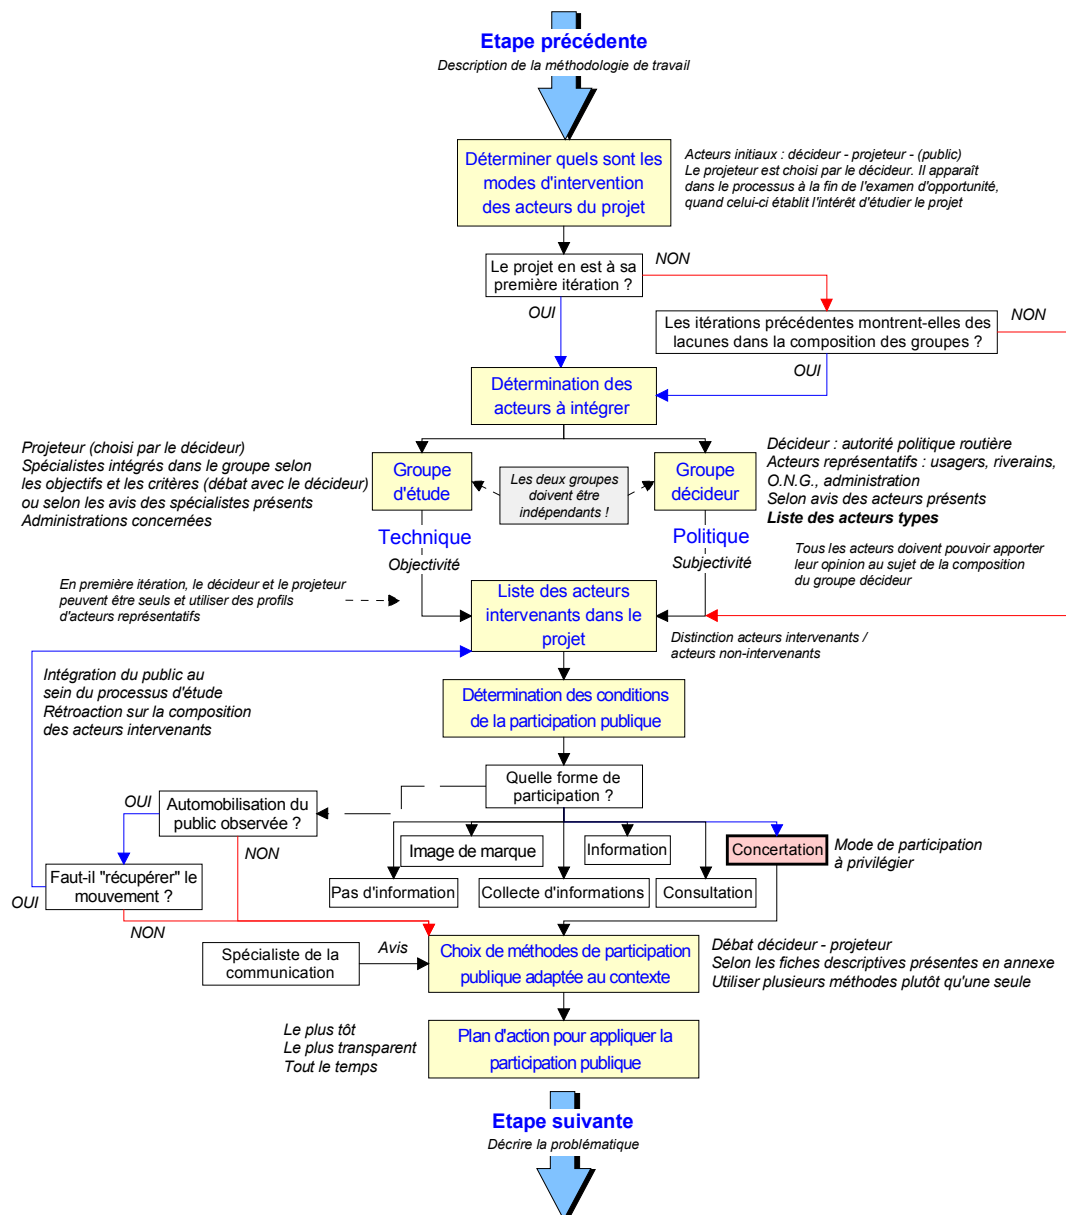 Etape précédente
Description de la méthodologie de travail
Déterminer quels sont les
modes d'intervention
des acteurs du projet
Acteurs initiaux : décideur - projeteur - (public)
Le projeteur est choisi par le décideur. Il apparaît
dans le processus à la fin de l'examen d'opportunité,
quand celui-ci établit l'intérêt d'étudier le projet
Le projet en est à sa
première itération ?
NON
OUI
Les itérations précédentes montrent-elles des
lacunes dans la composition des groupes ?
NON
OUI
Détermination des
acteurs à intégrer
Projeteur (choisi par le décideur)
Spécialistes intégrés dans le groupe selon
les objectifs et les critères (débat avec le décideur)
ou selon les avis des spécialistes présents
Administrations concernées
Groupe
d'étude
Les deux groupes
doivent être
indépendants !
Groupe
décideur
Décideur : autorité politique routière
Acteurs représentatifs : usagers, riverains,
O.N.G., administration
Selon avis des acteurs présents
Liste des acteurs types
Technique
Objectivité
Politique
Subjectivité
Tous les acteurs doivent pouvoir apporter
leur opinion au sujet de la composition
du groupe décideur
En première itération, le décideur et le projeteur
peuvent être seuls et utiliser des profils
d'acteurs représentatifs
Liste des acteurs
intervenants dans le
projet
Distinction acteurs intervenants /
acteurs non-intervenants
Intégration du public au
sein du processus d'étude
Rétroaction sur la composition
des acteurs intervenants
Détermination des conditions
de la participation publique
Quelle forme de
participation ?
OUI
Automobilisation du
public observée ?
NON
Image de marque
Information
Concertation
Mode de participation
à privilégier
Faut-il "récupérer" le
mouvement ?
OUI
NON
Pas d'information
Collecte d'informations
Consultation
Spécialiste de la
communication
Avis
Choix de méthodes de participation
publique adaptée au contexte
Débat décideur - projeteur
Selon les fiches descriptives présentes en annexe
Utiliser plusieurs méthodes plutôt qu'une seule
Le plus tôt
Le plus transparent
Tout le temps
Plan d'action pour appliquer la
participation publique
Etape suivante
Décrire la problématique